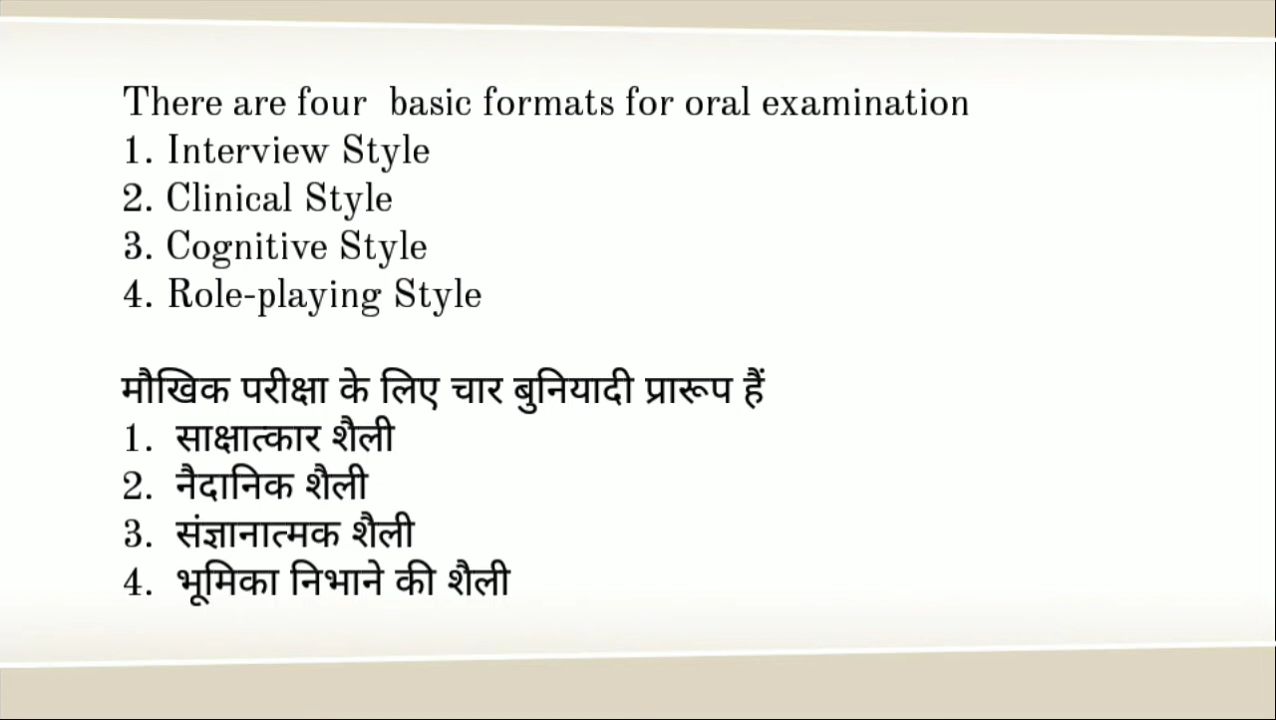 There are four  basic formats for oral examination
1. Interview Style
2. Clinical Style
3. Cognitive Style
4. Role-playing Style
मौखिक परीक्षा के लिए चार बुनियादी प्रारूप हैं
1. साक्षात्कार शैली
2. नैदानिक शैली
3. संज्ञानात्मक शैली
4. भूमिका निभाने की शैली